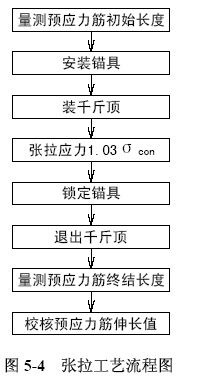 量测预应力筋初始长度
安装锚具
装千斤顶
张拉应力1.03σcon
锁定锚具
退出千斤顶
量测预应力筋终结长度
校核预应力筋伸长值
图 5-4 张拉工艺流程图